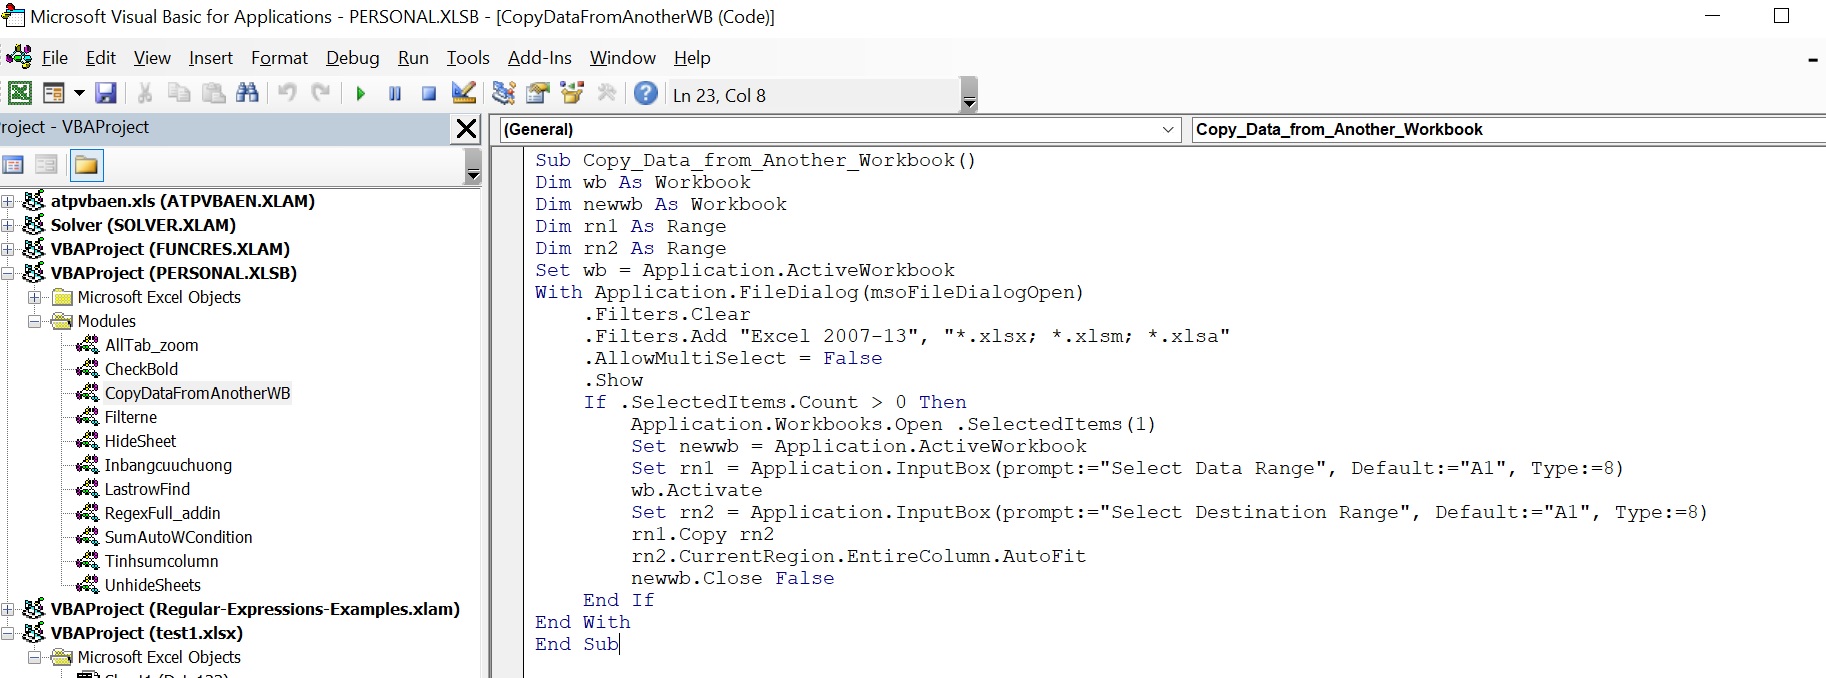 Microsoft Visual Basic for Applications - PERSONAL.XLSB - [CopyDataFromAnotherWB (Code)]
File Edit View Insert Format Debug Run Tools Add-Ins Window Help
Ln 23, Col 8
roject - VBAProject
(General)
Copy_Data_from_Another_Workbook
atpvbaen.xls (ATPVBAEN.XLAM)
Solver (SOLVER.XLAM)
VBAProject (FUNCRES.XLAM)
VBAProject (PERSONAL.XLSB)
Microsoft Excel Objects
Modules
AllTab_zoom
CheckBold
CopyDataFromAnotherWB
Filterne
HideSheet
Inbangcuuchuong
LastrowFind
RegexFull_addin
SumAutoWCondition
Tinhsumcolumn
UnhideSheets
VBAProject (Regular-Expressions-Examples.xlam)
VBAProject (test1.xlsx)
Microsoft Excel Objects
Sub Copy_Data_from_Another_Workbook()
Dim wb As Workbook
Dim newwb As Workbook
Dim rn1 As Range
Dim rn2 As Range
Set wb = Application.ActiveWorkbook
With Application.FileDialog(msoFileDialogOpen)
    .Filters.Clear
    .Filters.Add "Excel 2007-13", "*.xlsx; *.xlsm; *.xlsa"
    .AllowMultiSelect = False
    .Show
    If .SelectedItems.Count > 0 Then
        Application.Workbooks.Open .SelectedItems(1)
        Set newwb = Application.ActiveWorkbook
        Set rn1 = Application.InputBox(prompt:="Select Data Range", Default:="A1", Type:=8)
        wb.Activate
        Set rn2 = Application.InputBox(prompt:="Select Destination Range", Default:="A1", Type:=8)
        rn1.Copy rn2
        rn2.CurrentRegion.EntireColumn.AutoFit
        newwb.Close False
    End If
End With
End Sub